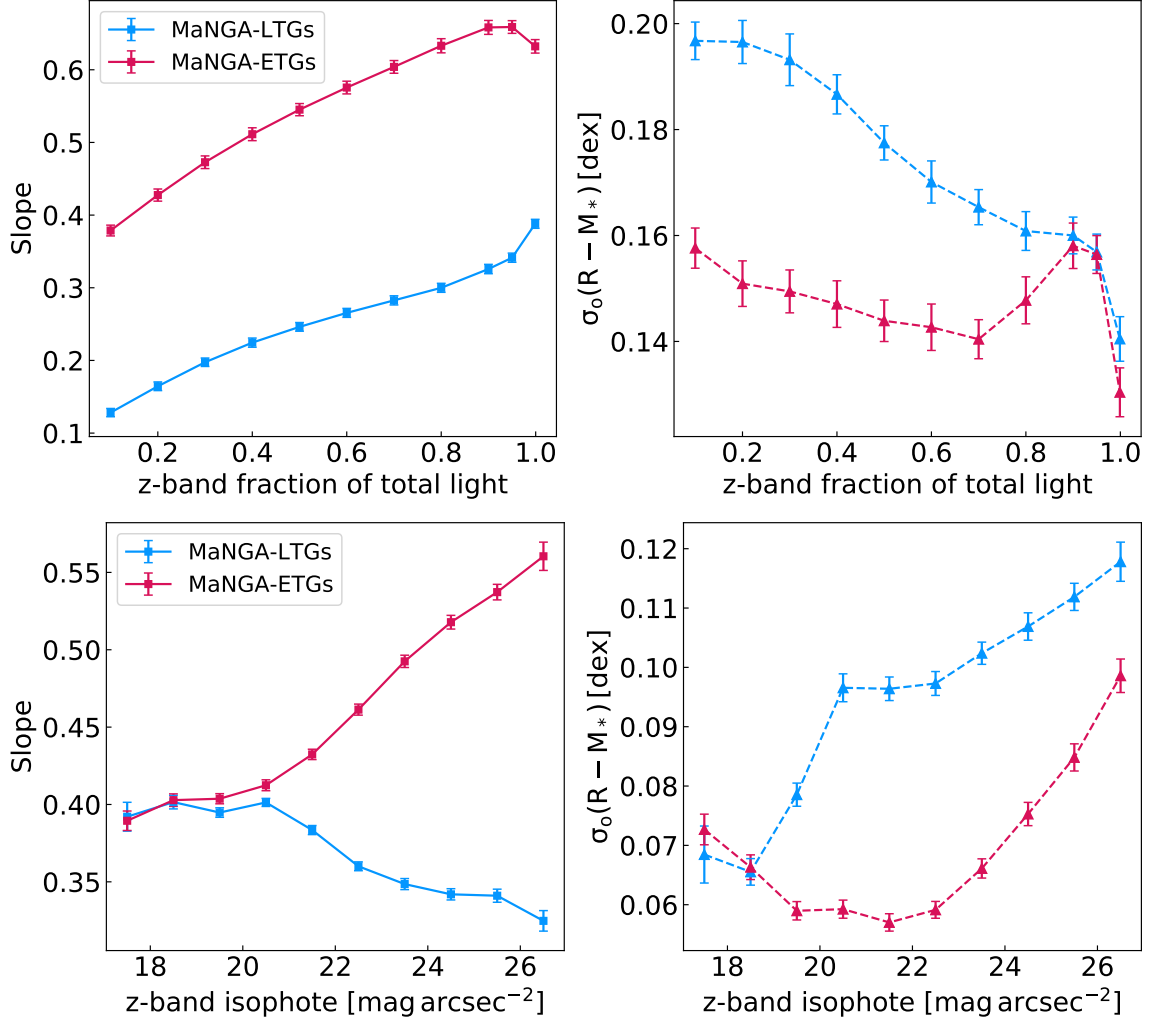 MaNGA-LTGs
MaNGA-ETGs
Slope
0.6
0.5
0.4
0.3
0.2
0.1
0.2 0.4 0.6 0.8 1.0
z-band fraction of total light
σₒ(R − M∗) [dex]
0.20
0.18
0.16
0.14
0.2 0.4 0.6 0.8 1.0
z-band fraction of total light
MaNGA-LTGs
MaNGA-ETGs
Slope
0.55
0.50
0.45
0.40
0.35
18 20 22 24 26
z-band isophote [mag arcsec⁻²]
σₒ(R − M∗) [dex]
0.12
0.11
0.10
0.09
0.08
0.07
0.06
18 20 22 24 26
z-band isophote [mag arcsec⁻²]